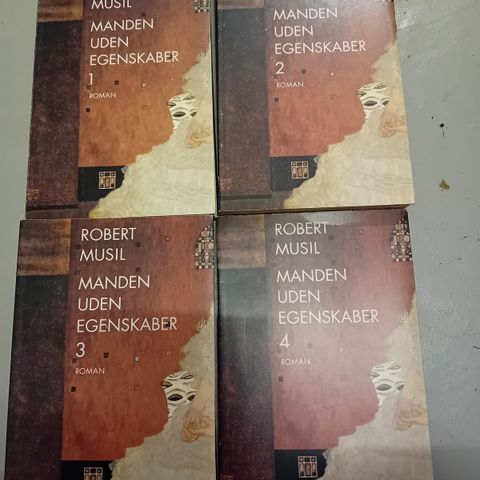 MUSIL
MANDEN
UDEN
EGENSKABER
1
ROMAN
MANDEN
UDEN
EGENSKABER
2
ROMAN
ROBERT
MUSIL
MANDEN
UDEN
EGENSKABER
3
ROMAN
ROBERT
MUSIL
MANDEN
UDEN
EGENSKABER
4
ROMAN